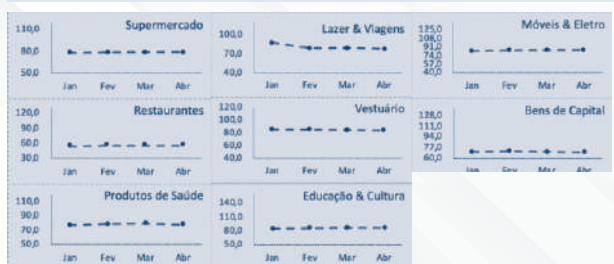 Supermercado
110,0
80,0
50,0
Jan Fev Mar Abr
Lazer & Viagens
100,0
70,0
40,0
Jan Fev Mar Abr
Móveis & Eletro
125,0
108,0
91,0
74,0
57,0
40,0
Jan Fev Mar Abr
Restaurantes
120,0
90,0
60,0
30,0
Jan Fev Mar Abr
Vestuário
120,0
100,0
80,0
60,0
40,0
Jan Fev Mar Abr
Bens de Capital
128,0
111,0
94,0
77,0
60,0
Jan Fev Mar Abr
Produtos de Saúde
110,0
90,0
70,0
50,0
Jan Fev Mar Abr
Educação & Cultura
140,0
110,0
80,0
50,0
Jan Fev Mar Abr